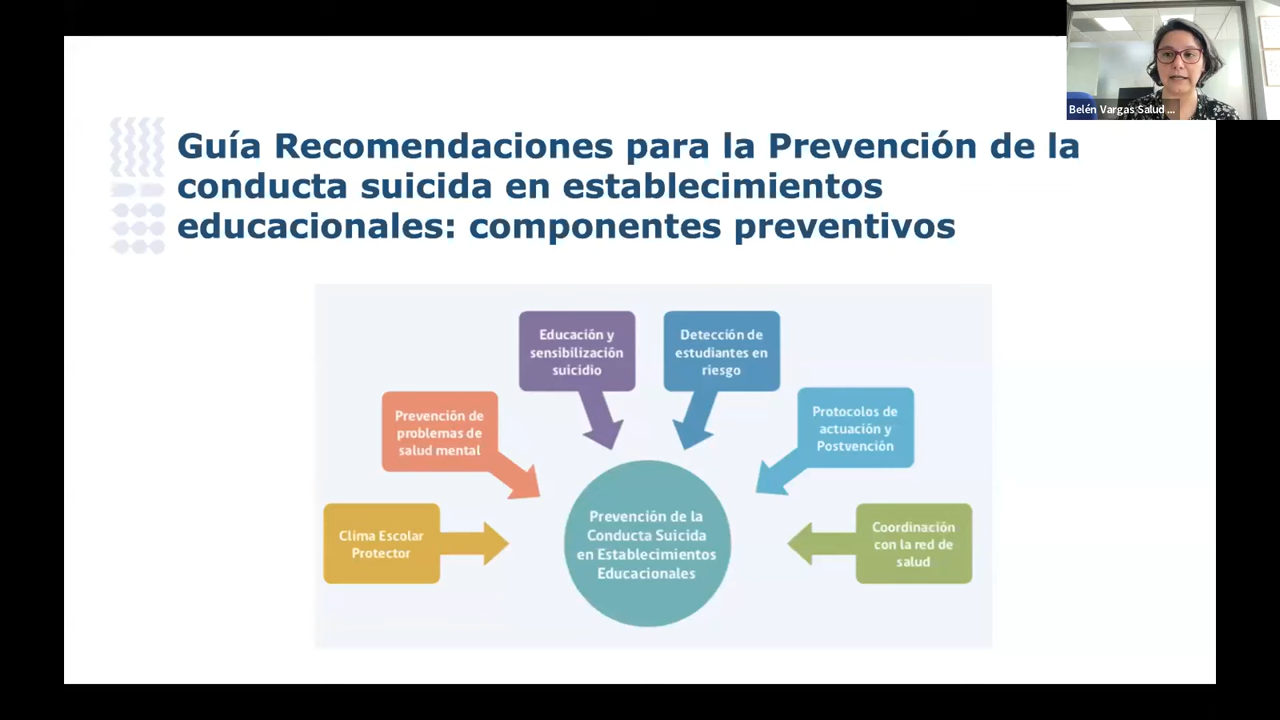 Belén Vargas Salud ...
Guía Recomendaciones para la Prevención de la
conducta suicida en establecimientos
educacionales: componentes preventivos
Educación y
sensibilización
suicidio
Detección de
estudiantes en
riesgo
Prevención de
problemas de
salud mental
Protocolos de
actuación y
Postvención
Clima Escolar
Protector
Prevención de la
Conducta Suicida
en Establecimientos
Educacionales
Coordinación
con la red de
salud